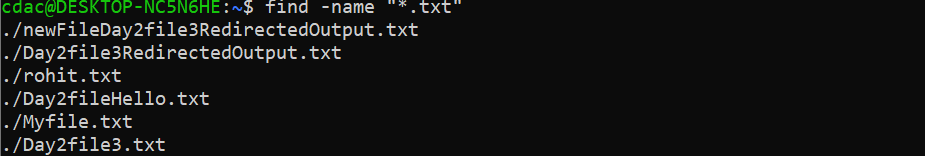 cdac@DESKTOP-NC5N6HE:~$ find -name "*.txt"
./newFileDay2file3RedirectedOutput.txt
./Day2file3RedirectedOutput.txt
./rohit.txt
./Day2fileHello.txt
./Myfile.txt
./Day2file3.txt